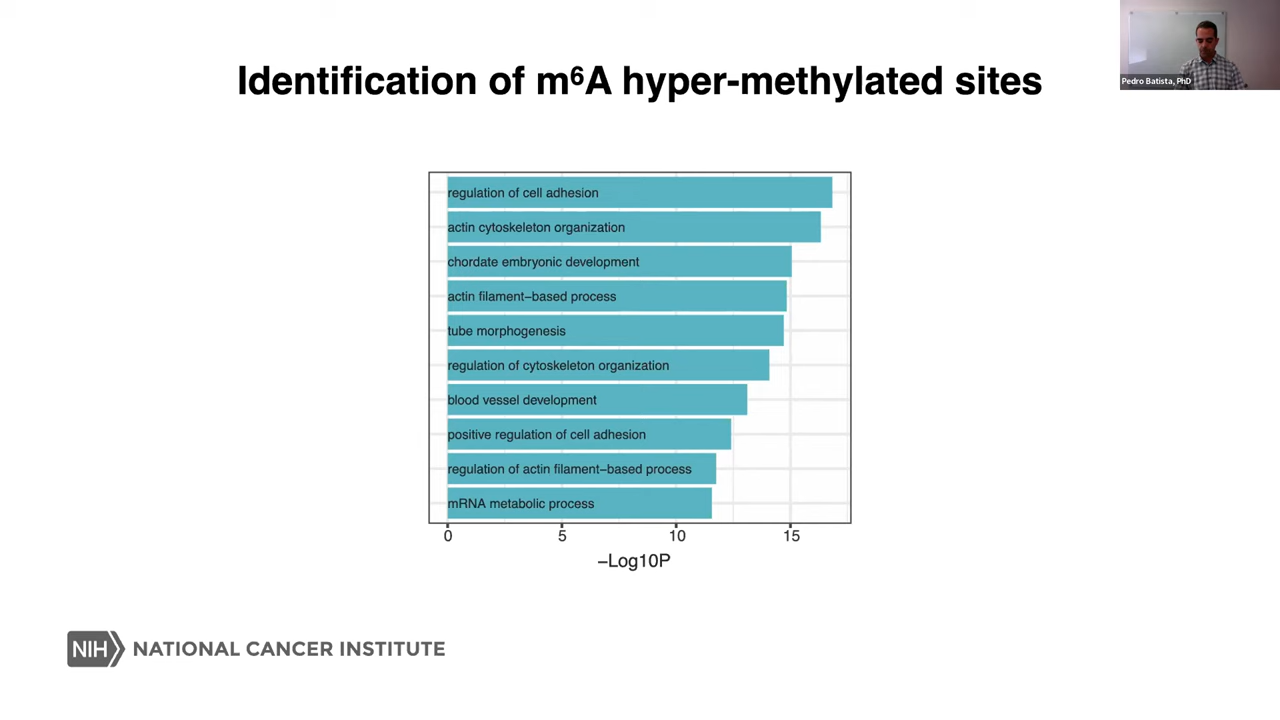 Identification of m⁶A hyper-methylated sites
Pedro Batista, PhD
regulation of cell adhesion
actin cytoskeleton organization
chordate embryonic development
actin filament−based process
tube morphogenesis
regulation of cytoskeleton organization
blood vessel development
positive regulation of cell adhesion
regulation of actin filament−based process
mRNA metabolic process
0 5 10 15
−Log10P
NIH NATIONAL CANCER INSTITUTE